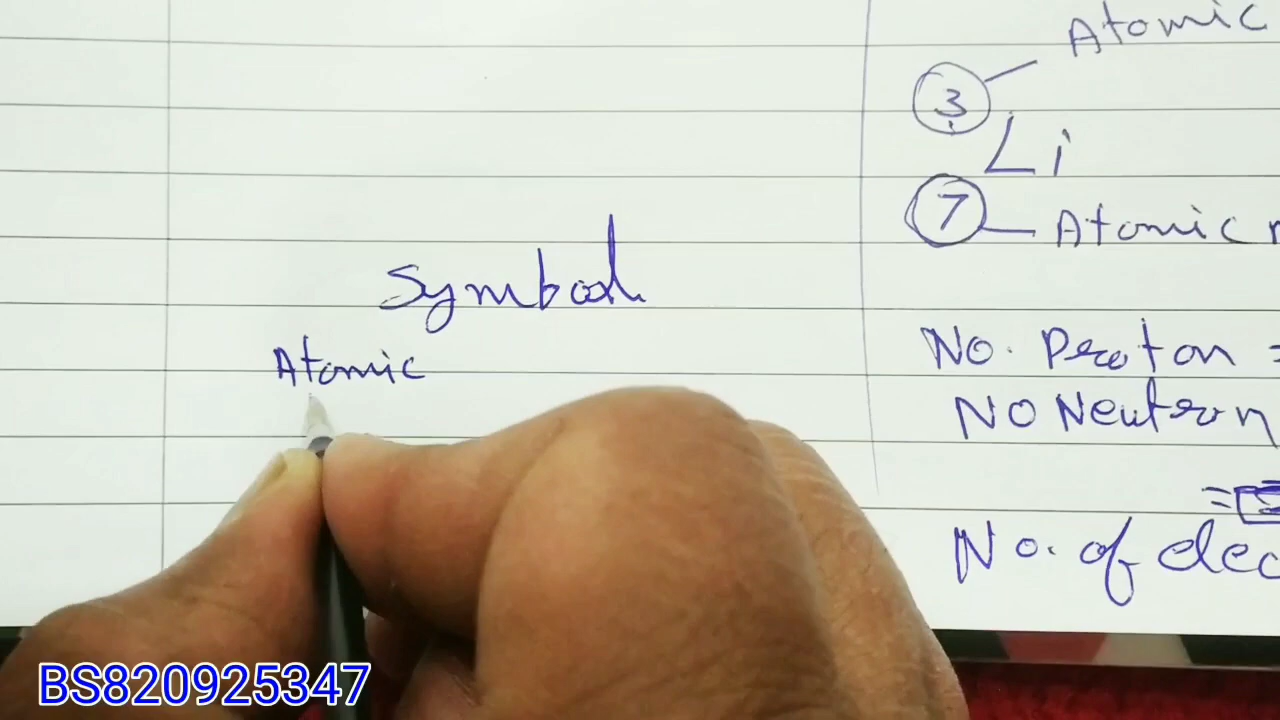 Symbol
Atomic
Atomic
3
Li
7 Atomic
No. Proton =
No Neutron
=
No. of elec
BS820925347